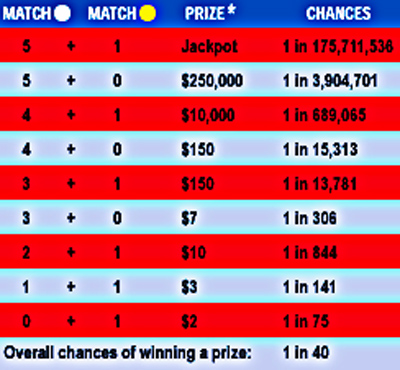 MATCH MATCH PRIZE* CHANCES
5 + 1 Jackpot 1 in 175,711,536
5 + 0 $250,000 1 in 3,904,701
4 + 1 $10,000 1 in 689,065
4 + 0 $150 1 in 15,313
3 + 1 $150 1 in 13,781
3 + 0 $7 1 in 306
2 + 1 $10 1 in 844
1 + 1 $3 1 in 141
0 + 1 $2 1 in 75
Overall chances of winning a prize: 1 in 40